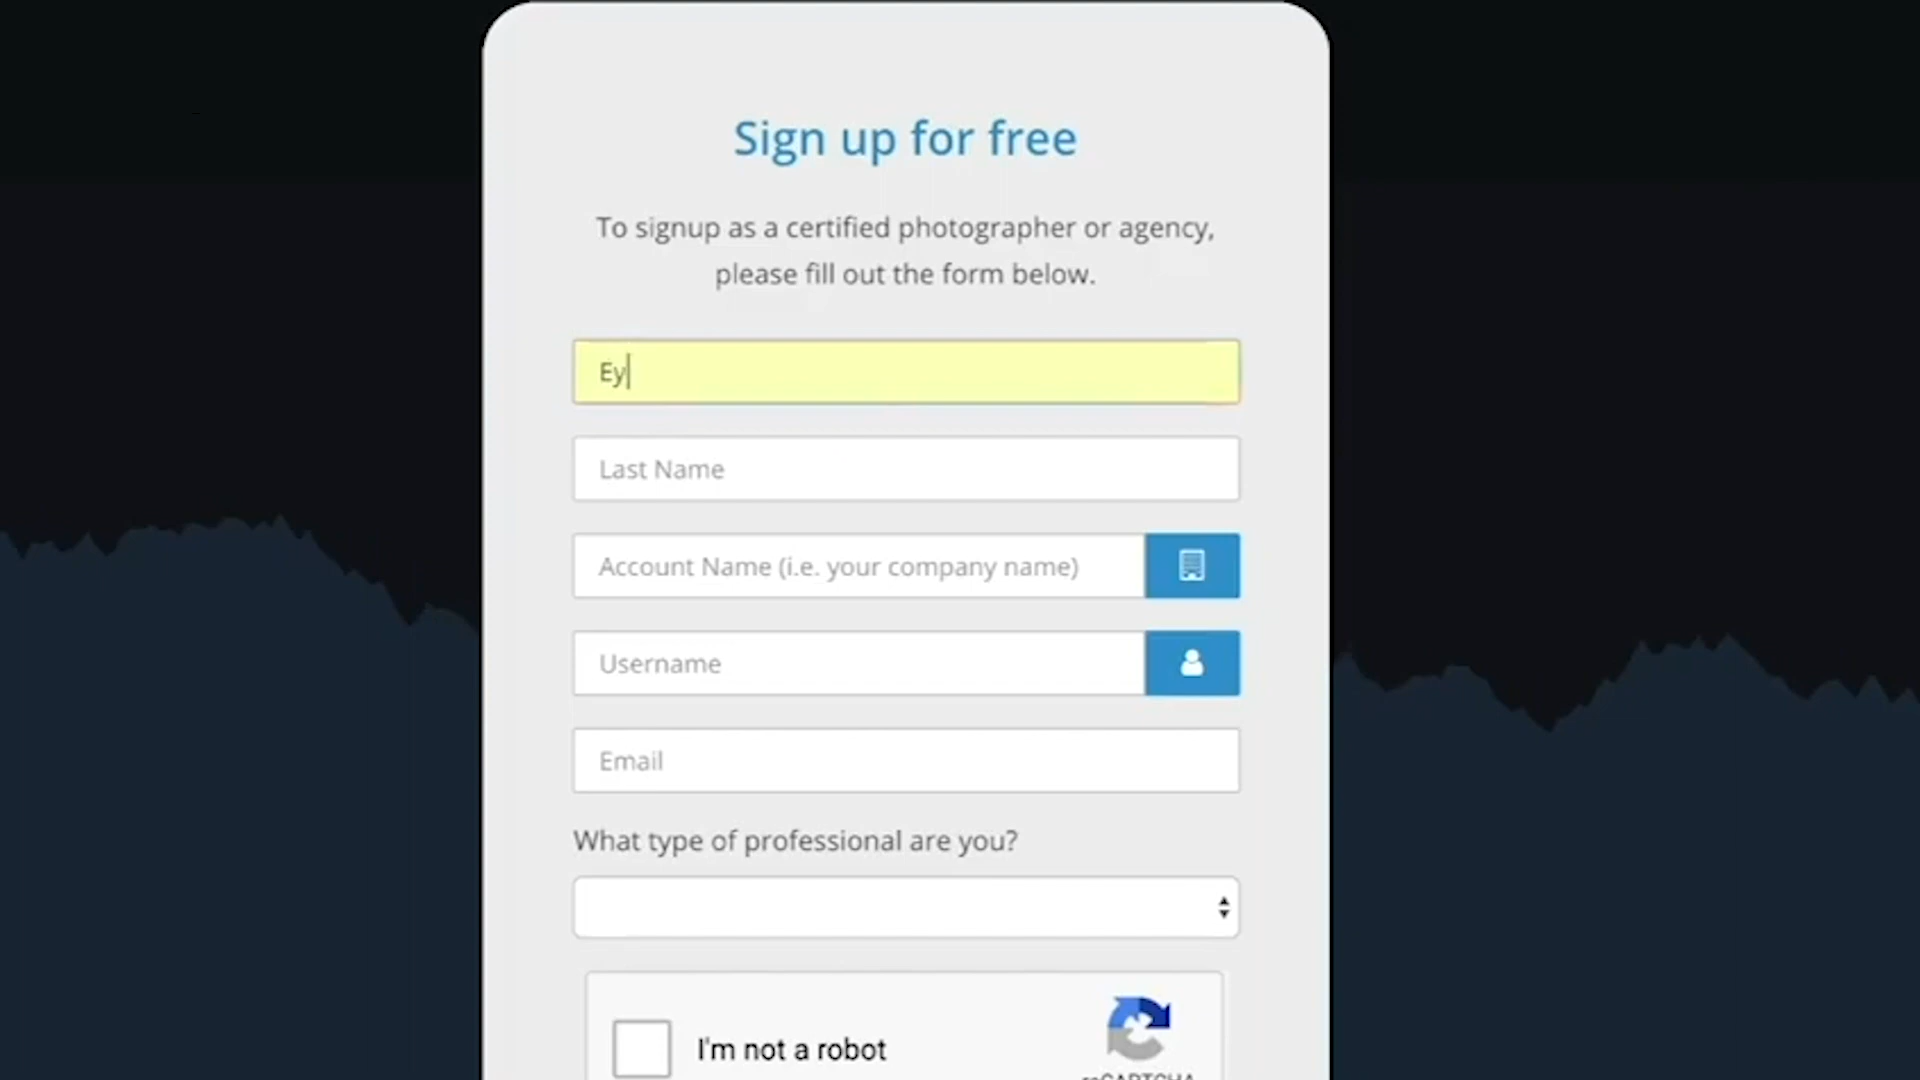 Sign up for free
To signup as a certified photographer or agency,
please fill out the form below.
Ey
Last Name
Account Name (i.e. your company name)
Username
Email
What type of professional are you?
I'm not a robot
reCAPTCHA